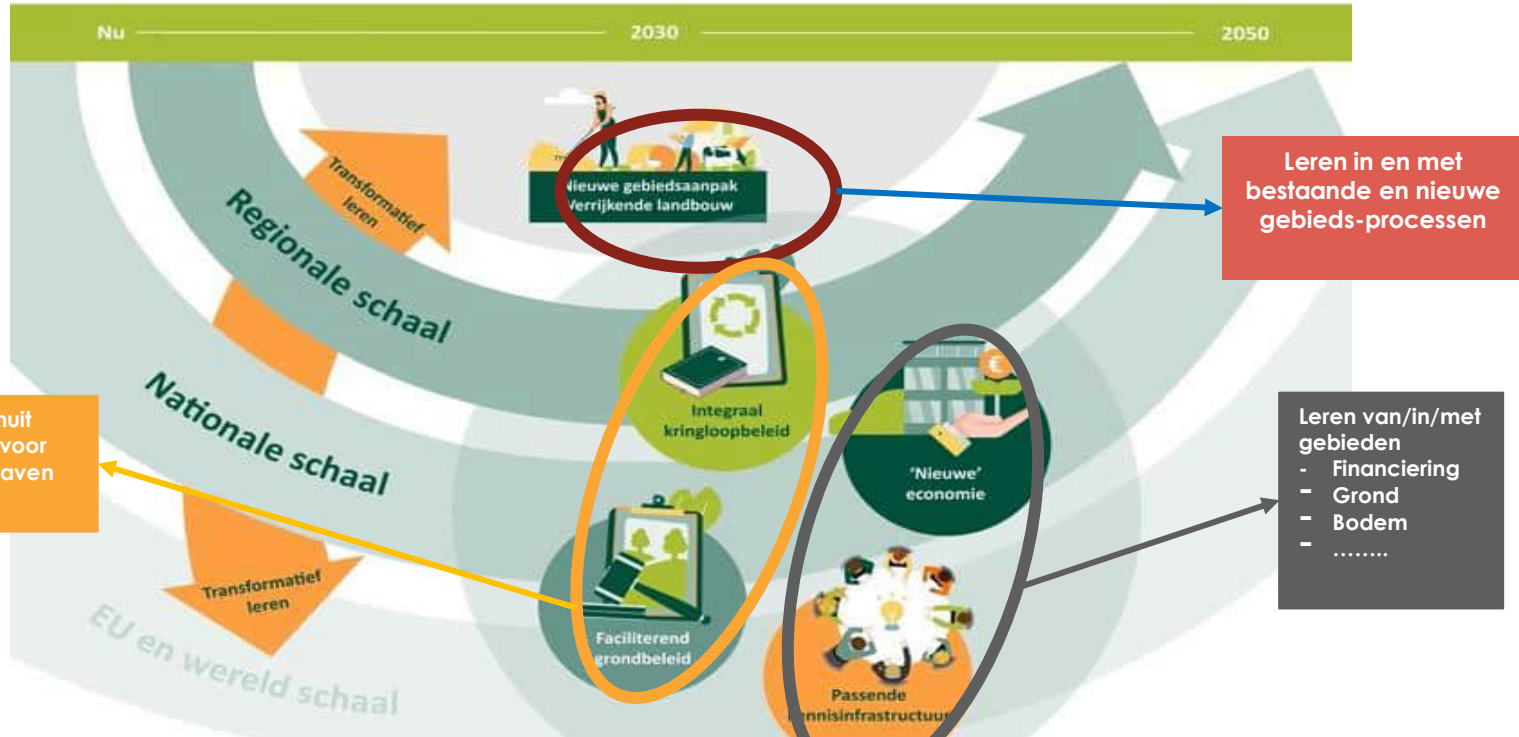 Nu
2030
2050
Transformatief
leren
Nieuwe gebiedsaanpak
Verrijkende landbouw
Leren in en met
bestaande en nieuwe
gebieds-processen
Regionale schaal
Integraal
kringloopbeleid
Nationale schaal
'Nieuwe'
economie
Leren van/in/met
gebieden
- Financiering
- Grond
- Bodem
- ........
voor
Transformatief
leren
Faciliterend
grondbeleid
EU en wereld schaal
Passende
kennisinfrastructuur